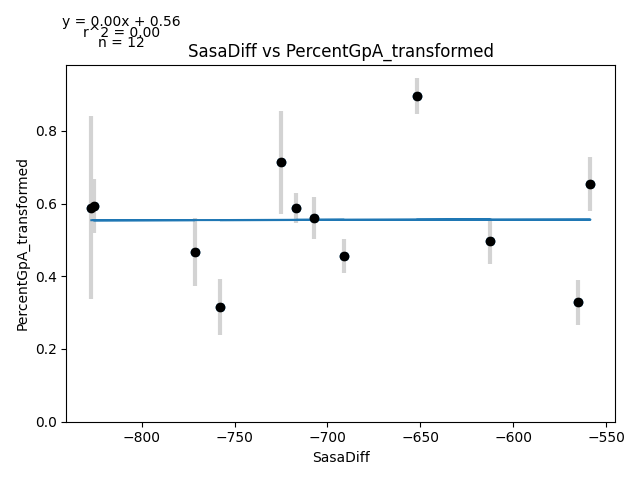 y = 0.00x + 0.56
r^2 = 0.00
n = 12
SasaDiff vs PercentGpA_transformed
PercentGpA_transformed
0.8
0.6
0.4
0.2
0.0
−800
−750
−700
−650
−600
−550
SasaDiff